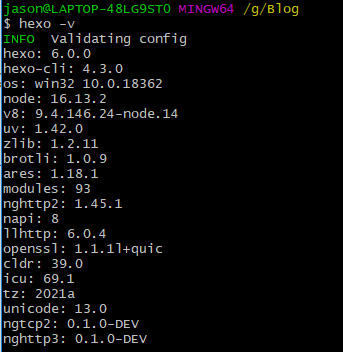 jason@LAPTOP-48LG9ST0 MINGW64 /g/Blog
$ hexo -v
INFO  Validating config
hexo: 6.0.0
hexo-cli: 4.3.0
os: win32 10.0.18362
node: 16.13.2
v8: 9.4.146.24-node.14
uv: 1.42.0
zlib: 1.2.11
brotli: 1.0.9
ares: 1.18.1
modules: 93
nghttp2: 1.45.1
napi: 8
llhttp: 6.0.4
openssl: 1.1.1l+quic
cldr: 39.0
icu: 69.1
tz: 2021a
unicode: 13.0
ngtcp2: 0.1.0-DEV
nghttp3: 0.1.0-DEV